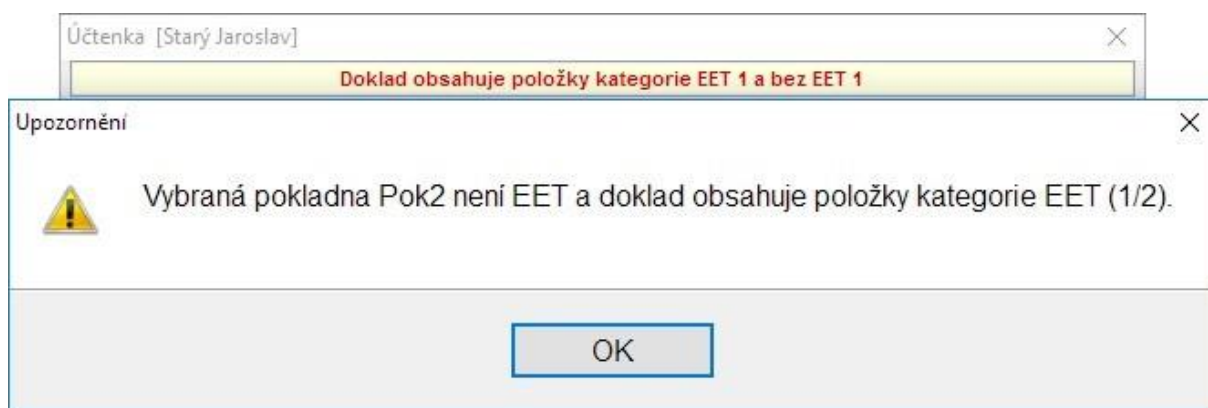 Účtenka [Starý Jaroslav]
Doklad obsahuje položky kategorie EET 1 a bez EET 1
Upozornění
Vybraná pokladna Pok2 není EET a doklad obsahuje položky kategorie EET (1/2).
OK